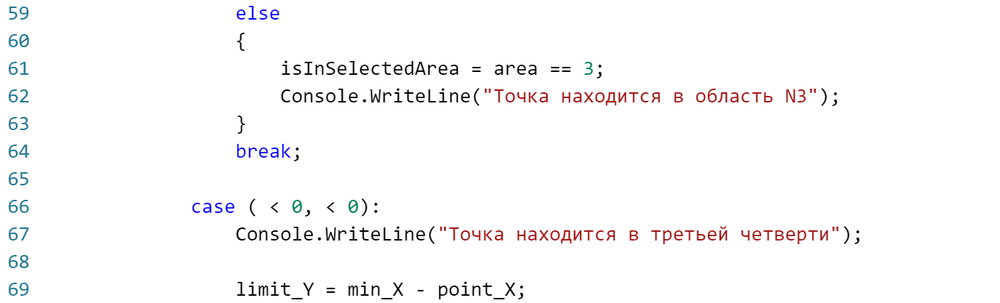 59 else
60 {
61 isInSelectedArea = area == 3;
62 Console.WriteLine("Точка находится в область N3");
63 }
64 break;
65
66 case ( < 0, < 0):
67 Console.WriteLine("Точка находится в третьей четверти");
68
69 limit_Y = min_X - point_X;